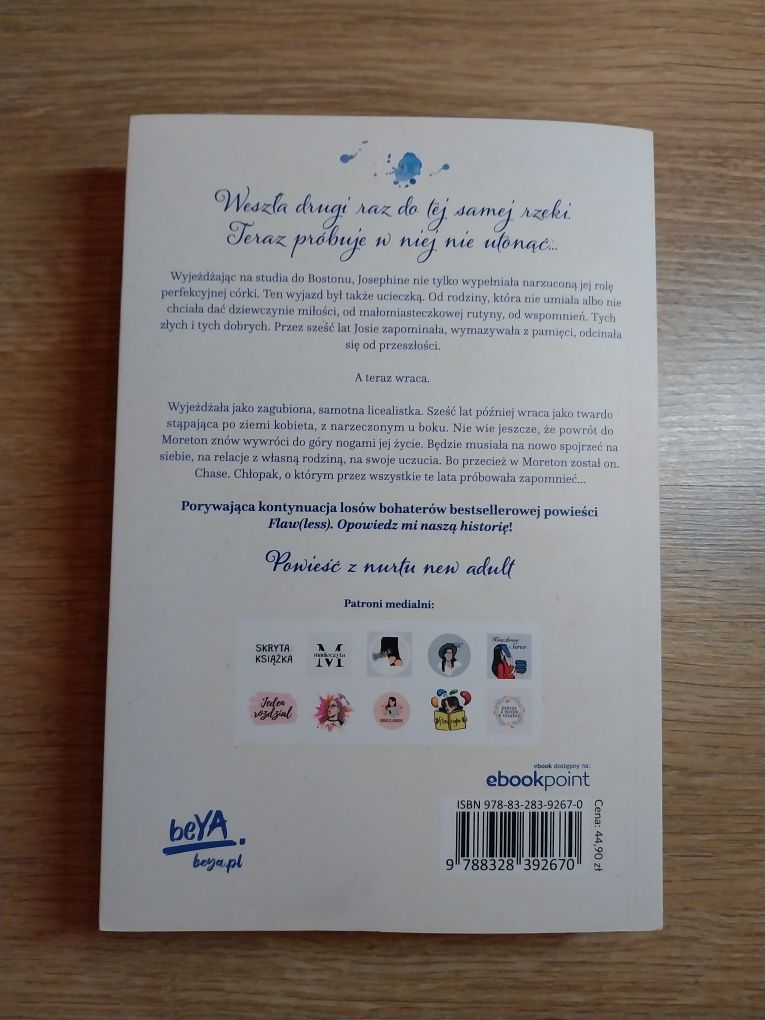 Weszła drugi raz do tej samej rzeki.
Teraz próbuje w niej nie utonąć...
Wyjeżdżając na studia do Bostonu, Josephine nie tylko wypełniała narzuconą jej rolę
perfekcyjnej córki. Ten wyjazd był także ucieczką. Od rodziny, która nie umiała albo nie
chciała dać dziewczynie miłości, od małomiasteczkowej rutyny, od wspomnień. Tych
złych i tych dobrych. Przez sześć lat Josie zapominała, wymazywała z pamięci, odcinała
się od przeszłości.
A teraz wraca.
Wyjeżdżała jako zagubiona, samotna licealistka. Sześć lat później wraca jako twardo
stąpająca po ziemi kobieta, z narzeczonym u boku. Nie wie jeszcze, że powrót do
Moreton znów wywróci do góry nogami jej życie. Będzie musiała na nowo spojrzeć na
siebie, na relacje z własną rodziną, na swoje uczucia. Bo przecież w Moreton został on.
Chase. Chłopak, o którym przez wszystkie te lata próbowała zapomnieć...
Porywająca kontynuacja losów bohaterów bestsellerowej powieści
Flaw(less). Opowiedz mi naszą historię!
Powieść z nurtu new adult
Patroni medialni:
SKRYTA
KSIĄŻKA
M
Serce
Jeden
rozdział
ebook dostępny na:
ebookpoint
ISBN 978-83-283-9267-0
9 788328 392670
Cena: 44,90 zł
beYA.
beya.pl